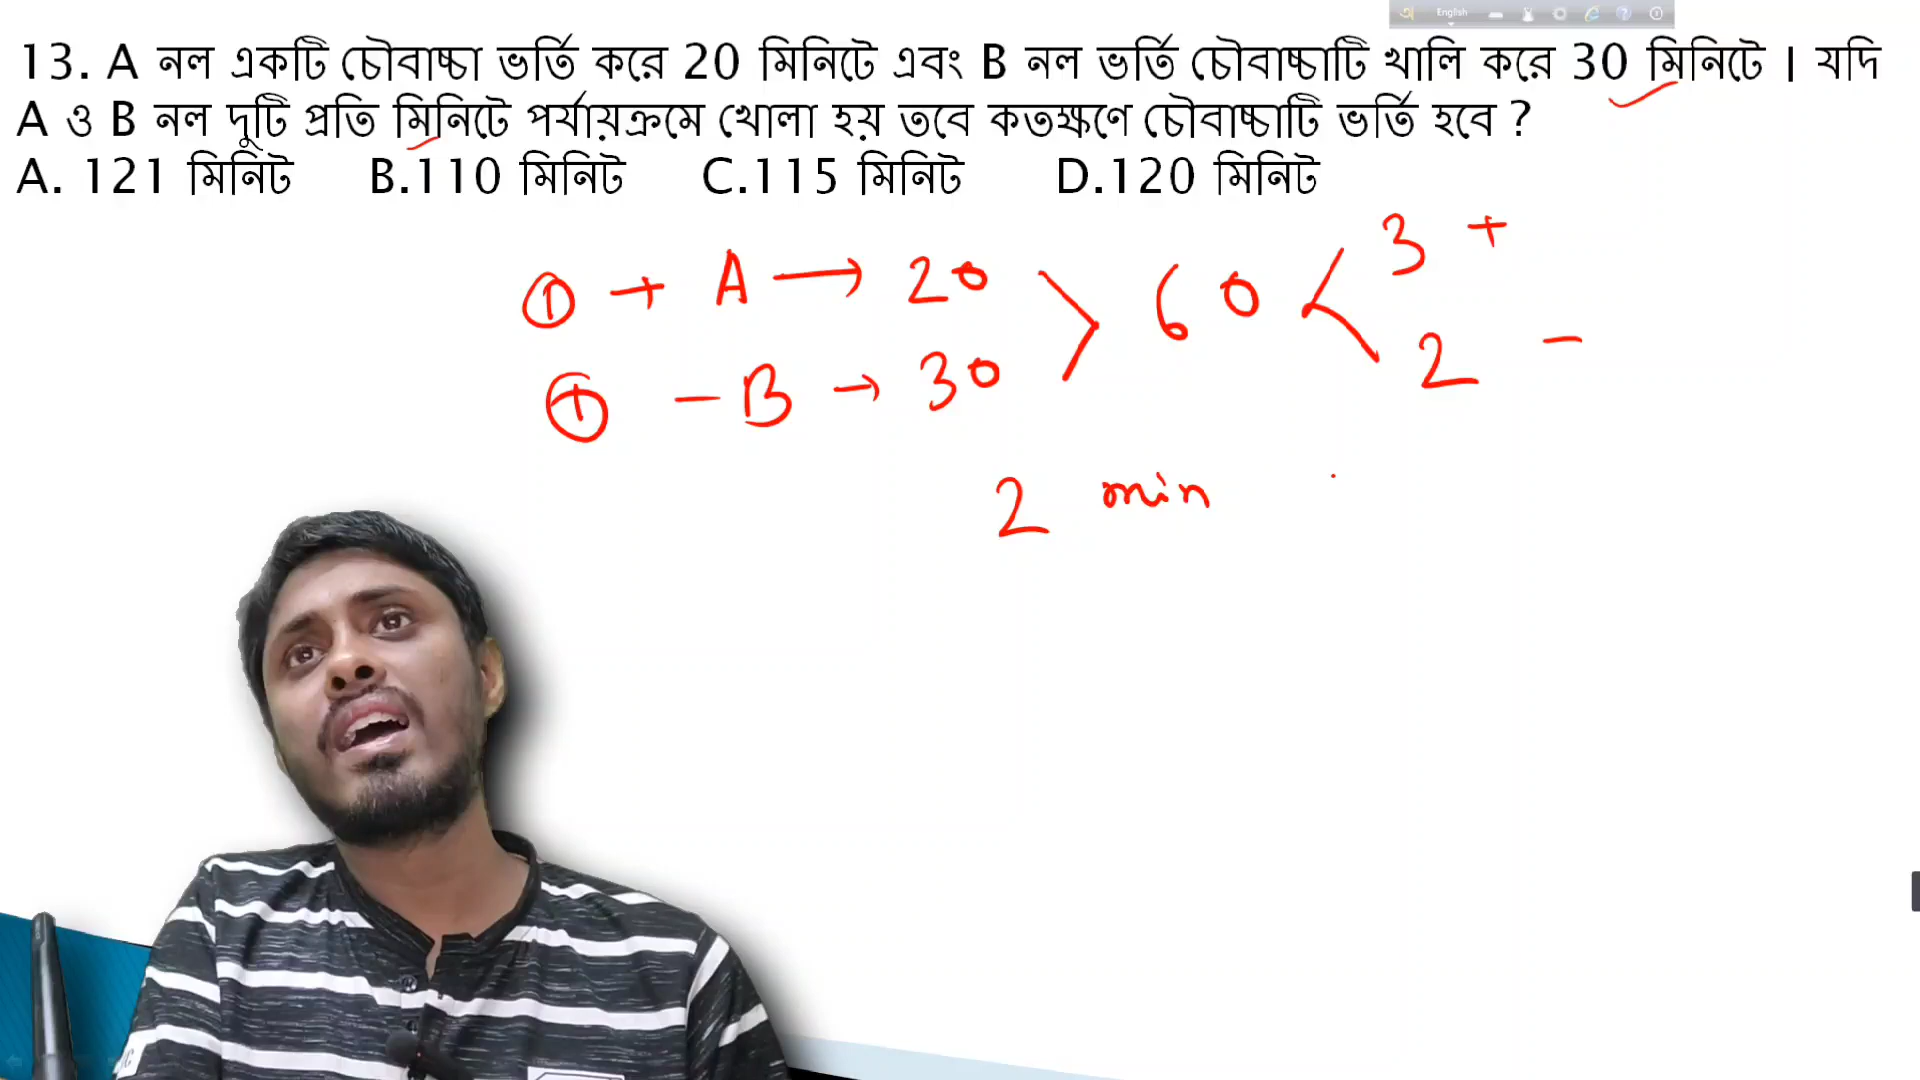 English
13. A নল একটি চৌবাচ্চা ভর্তি করে 20 মিনিটে এবং B নল ভর্তি চৌবাচ্চাটি খালি করে 30 মিনিটে । যদি
A ও B নল দুটি প্রতি মিনিটে পর্যায়ক্রমে খোলা হয় তবে কতক্ষণে চৌবাচ্চাটি ভর্তি হবে ?
A. 121 মিনিট B.110 মিনিট C.115 মিনিট D.120 মিনিট
① + A → 20 > 60 < 3 +
① - B → 30 2 -
2 min